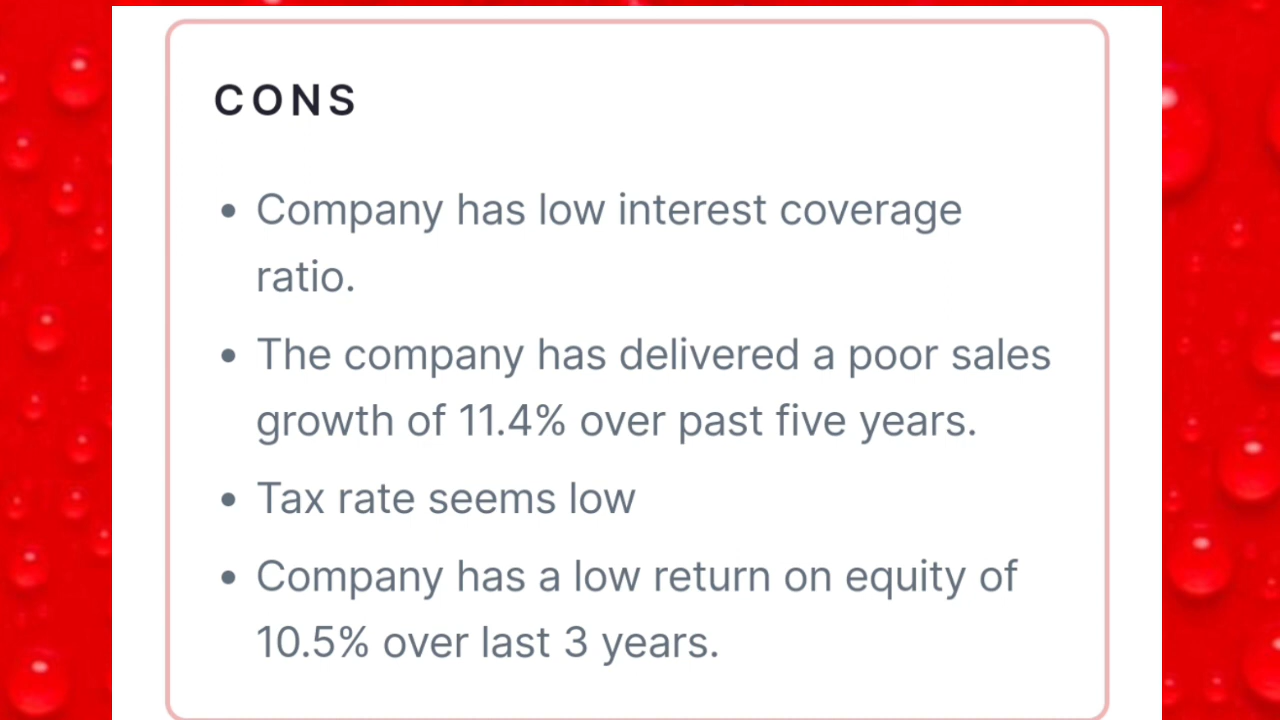 CONS
• Company has low interest coverage
ratio.
• The company has delivered a poor sales
growth of 11.4% over past five years.
• Tax rate seems low
• Company has a low return on equity of
10.5% over last 3 years.